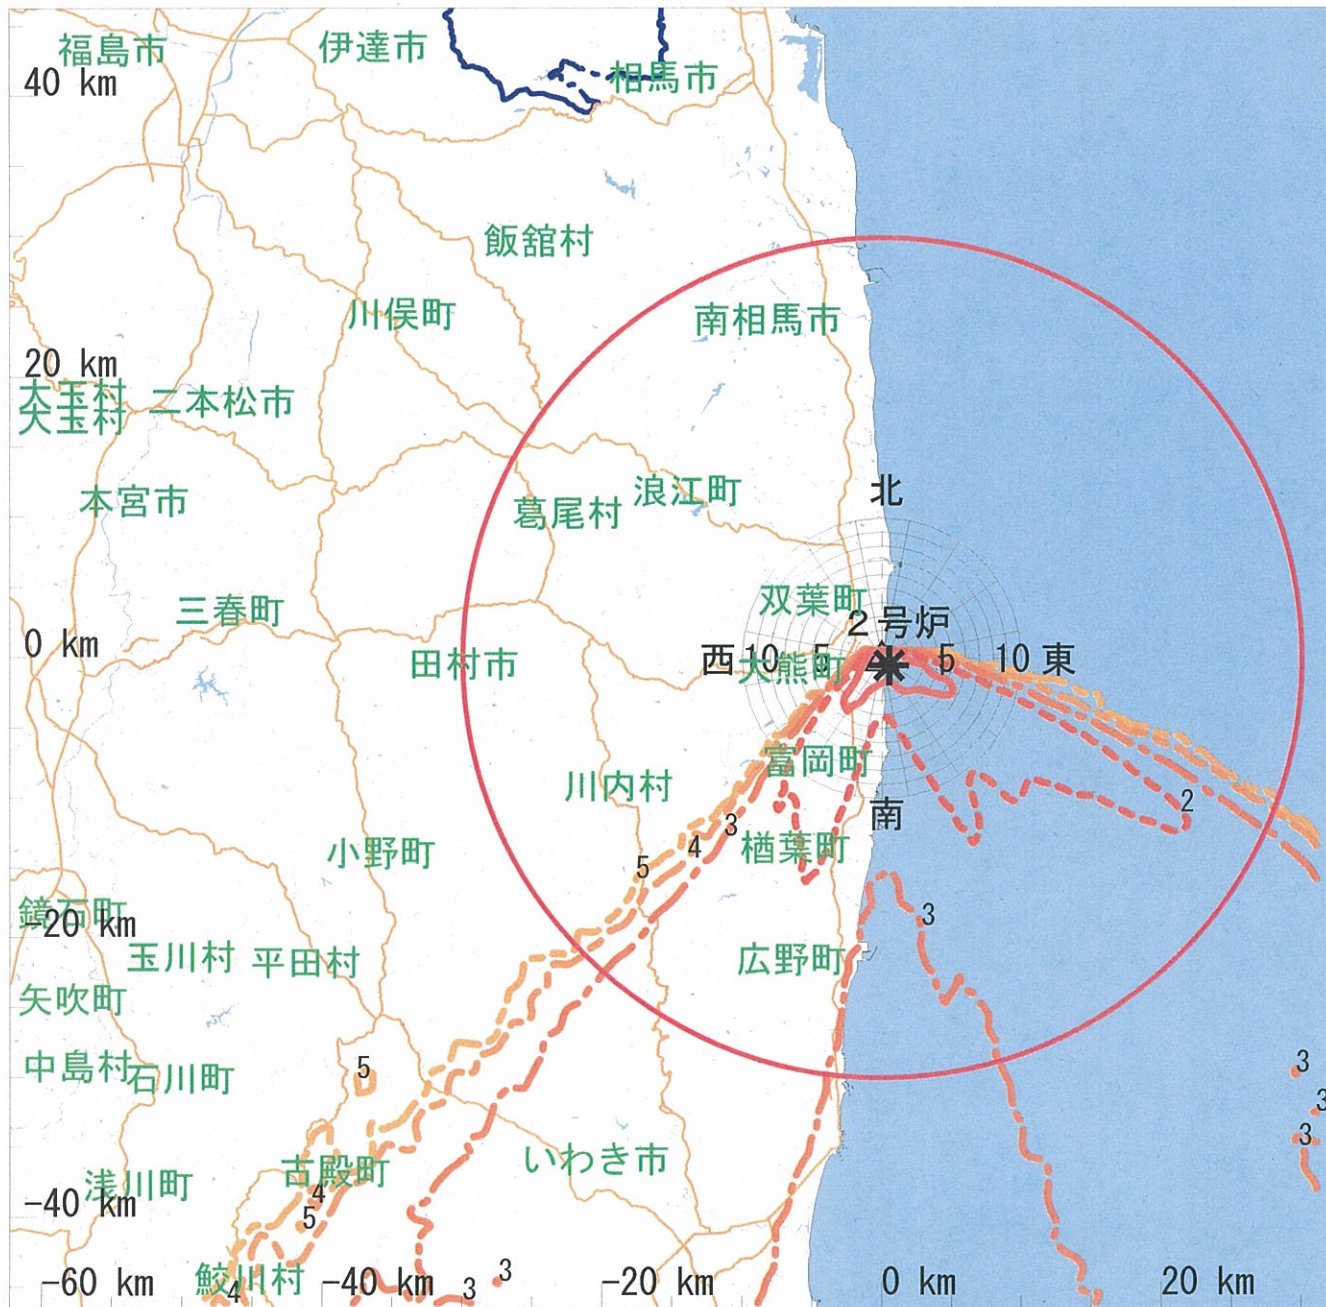 福島市
伊達市
相馬市
40 km
飯舘村
川俣町
南相馬市
20 km
大玉村
大玉村
二本松市
本宮市
葛尾村
浪江町
北
三春町
双葉町
2号炉
0 km
田村市
西 10 5
大熊町
5 10 東
富岡町
川内村
2
南
3
4
5
小野町
楢葉町
鏡石町
-20 km
3
玉川村
平田村
広野町
矢吹町
中島村
石川町
5
3
3
3
いわき市
古殿町
浅川町
4
5
-40 km
鮫川村
4
3
3
-60 km
-40 km
-20 km
0 km
20 km